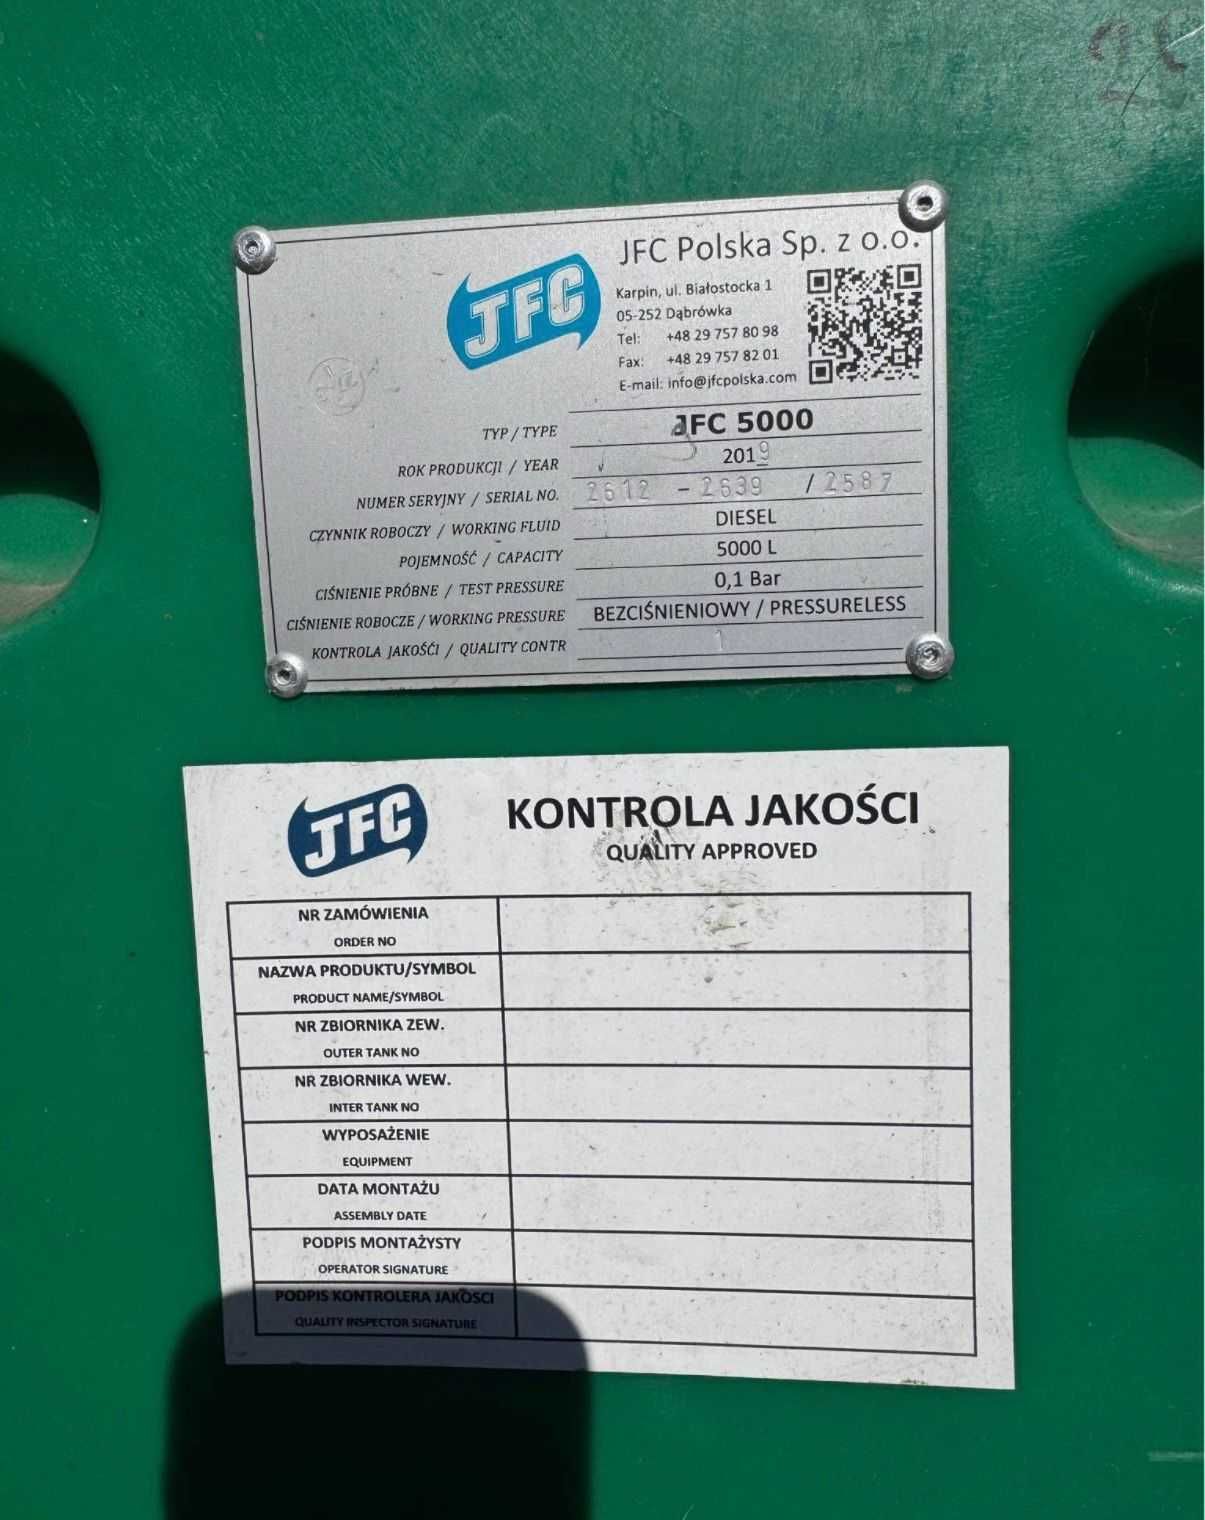 JFC
JFC Polska Sp. z o.o.
Karpin, ul. Białostocka 1
05-252 Dąbrówka
Tel: +48 29 757 80 98
Fax: +48 29 757 82 01
E-mail: info@jfcpolska.com
TYP / TYPE JFC 5000
ROK PRODUKCJI / YEAR 2019
NUMER SERYJNY / SERIAL NO. 2612 - 2639 / 2587
CZYNNIK ROBOCZY / WORKING FLUID DIESEL
POJEMNOŚĆ / CAPACITY 5000 L
CIŚNIENIE PRÓBNE / TEST PRESSURE 0,1 Bar
CIŚNIENIE ROBOCZE / WORKING PRESSURE BEZCIŚNIENIOWY / PRESSURELESS
KONTROLA JAKOŚĆI / QUALITY CONTR 1
JFC
KONTROLA JAKOŚCI
QUALITY APPROVED
NR ZAMÓWIENIA
ORDER NO
NAZWA PRODUKTU/SYMBOL
PRODUCT NAME/SYMBOL
NR ZBIORNIKA ZEW.
OUTER TANK NO
NR ZBIORNIKA WEW.
INTER TANK NO
WYPOSAŻENIE
EQUIPMENT
DATA MONTAŻU
ASSEMBLY DATE
PODPIS MONTAŻYSTY
OPERATOR SIGNATURE
PODPIS KONTROLERA JAKOŚCI
QUALITY INSPECTOR SIGNATURE